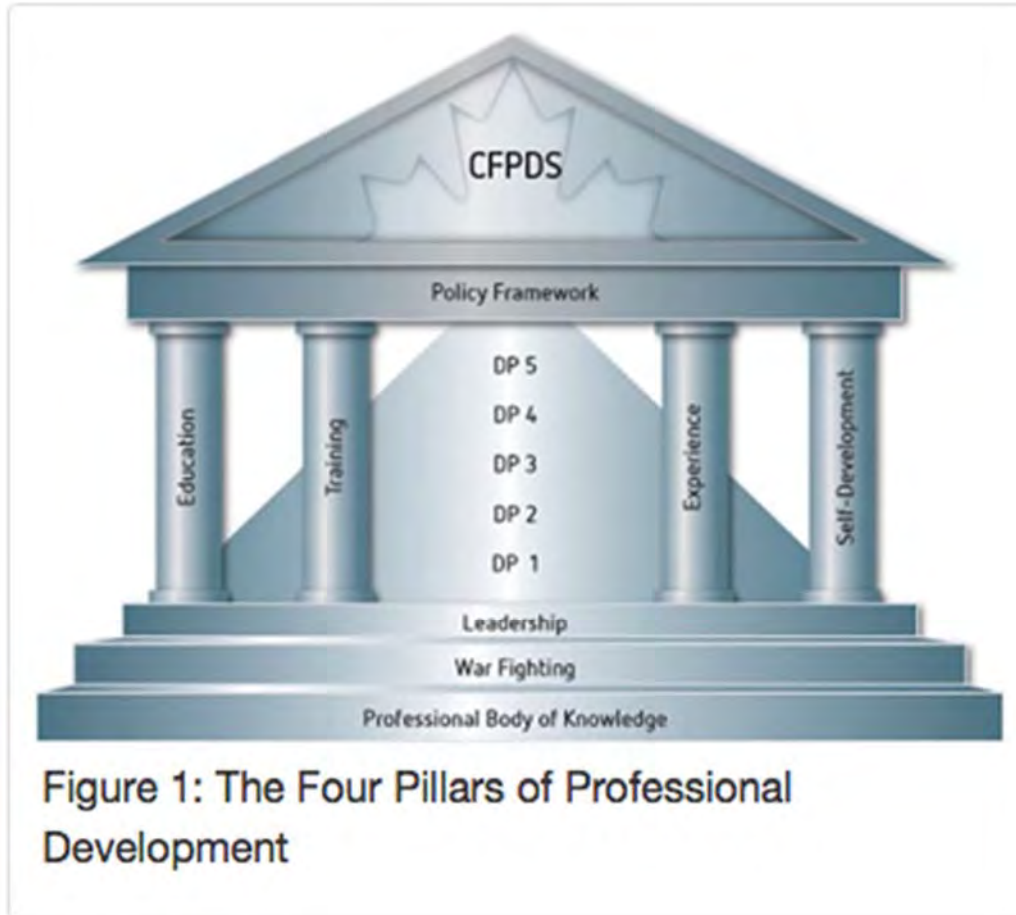 CFPDS
Policy Framework
DP 5
DP 4
DP 3
DP 2
DP 1
Education
Training
Experience
Self-Development
Leadership
War Fighting
Professional Body of Knowledge
Figure 1: The Four Pillars of Professional
Development